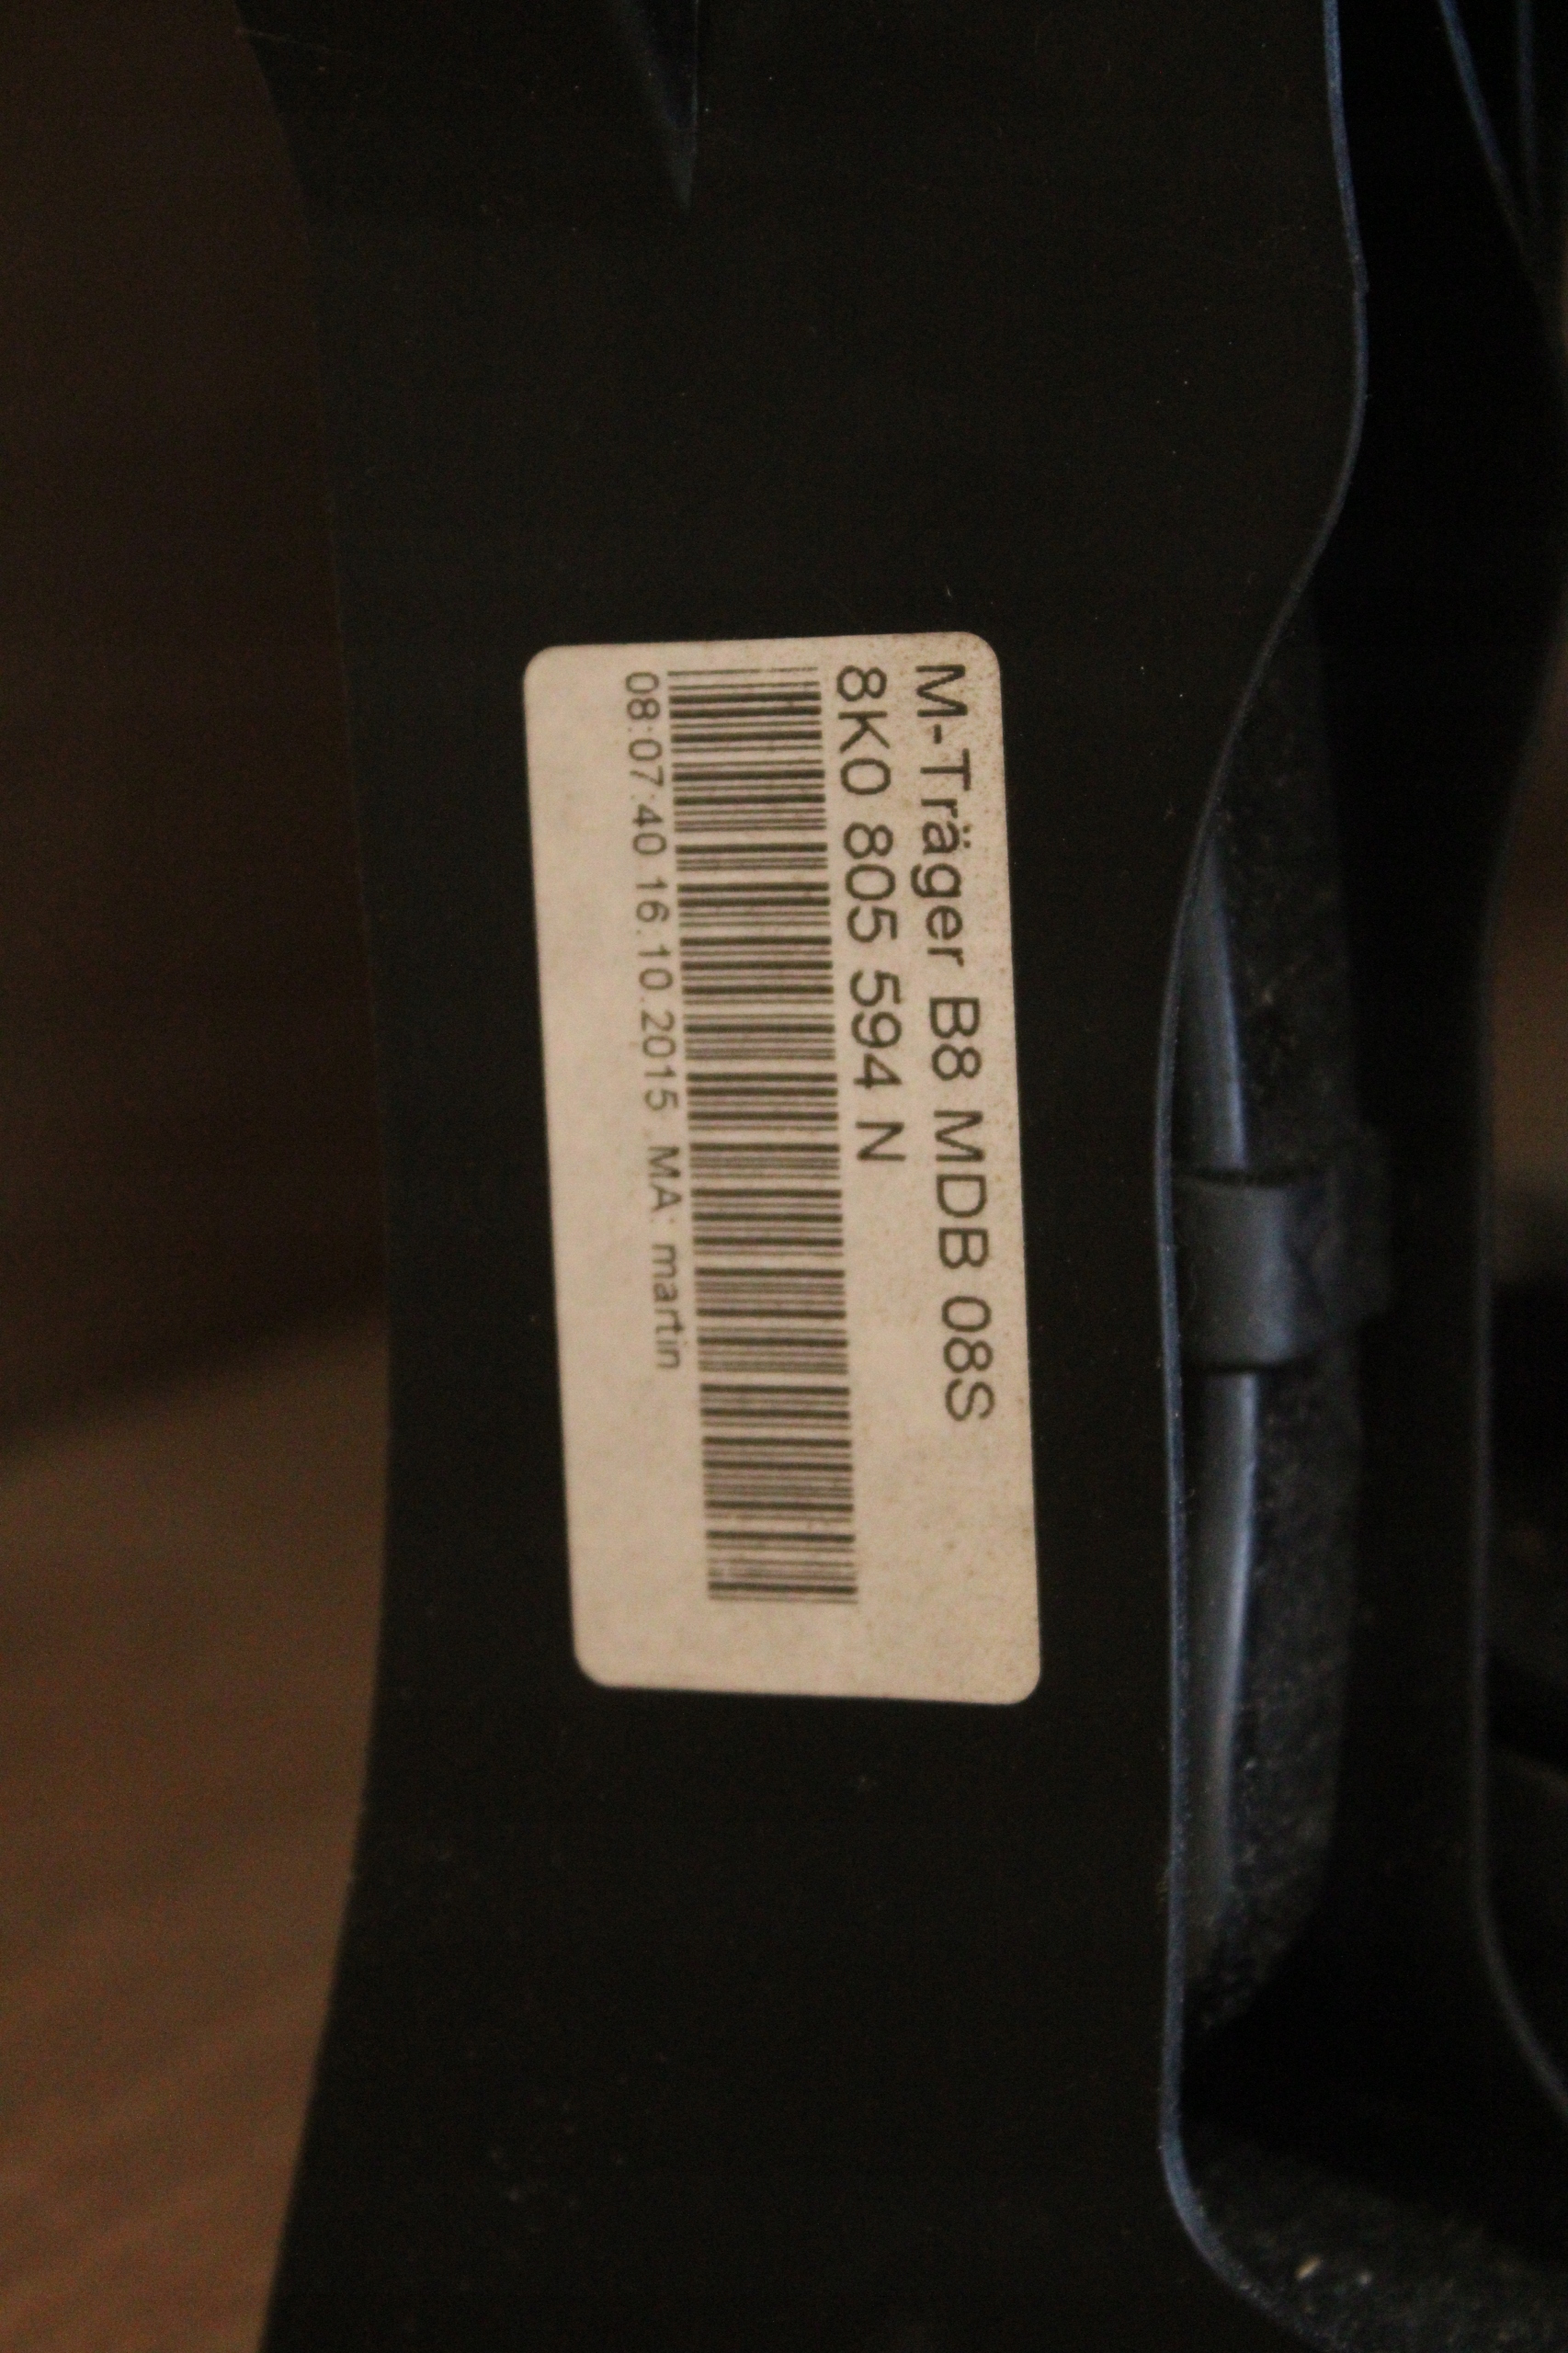 M-Träger B8 MDB 08S
8K0 805 594 N
08:07:40 16.10.2015 MA: martin